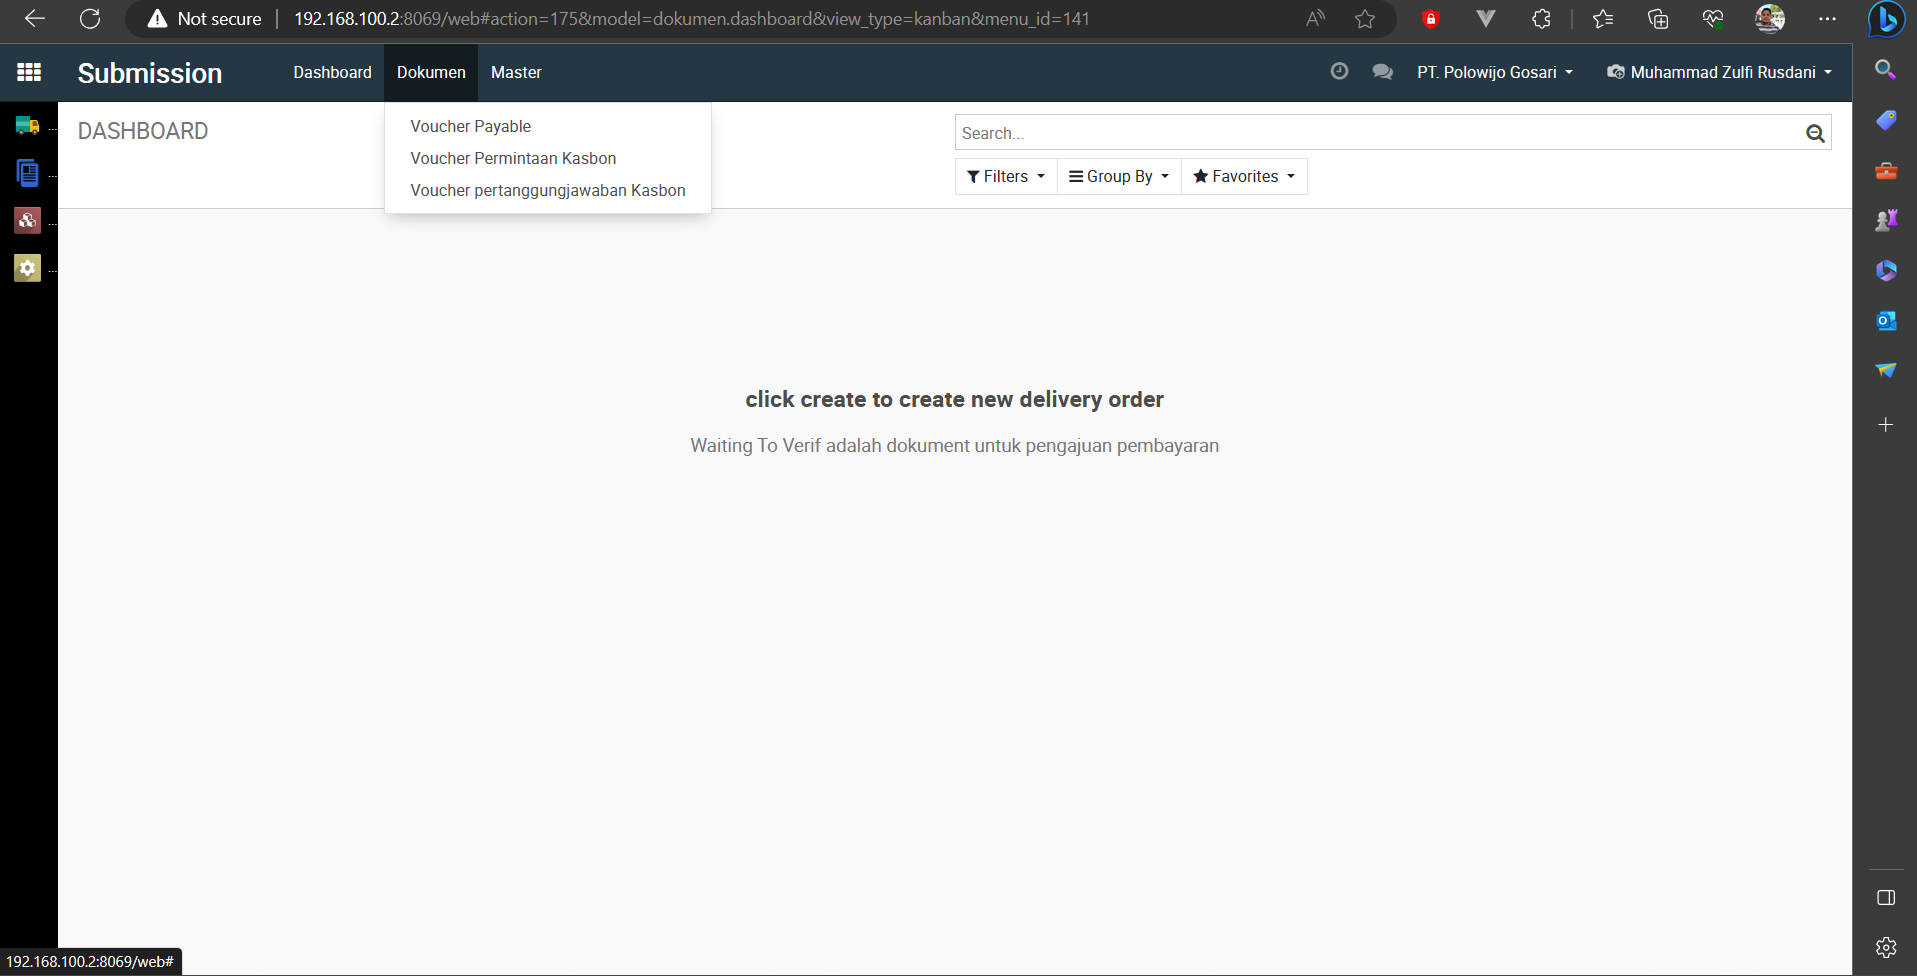 Not secure | 192.168.100.2:8069/web#action=175&model=dokumen.dashboard&view_type=kanban&menu_id=141
Submission Dashboard Dokumen Master PT. Polowijo Gosari Muhammad Zulfi Rusdani
DASHBOARD
Voucher Payable
Voucher Permintaan Kasbon
Voucher pertanggungjawaban Kasbon
Search...
Filters Group By Favorites
click create to create new delivery order
Waiting To Verif adalah dokument untuk pengajuan pembayaran
192.168.100.2:8069/web#